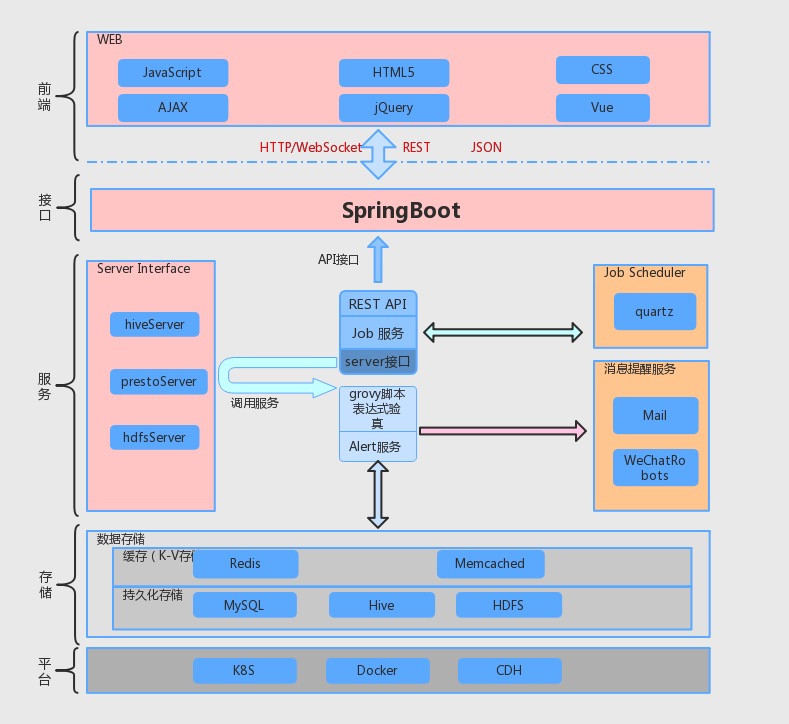 WEB
JavaScript
HTML5
CSS
AJAX
jQuery
Vue
前
端
HTTP/WebSocket
REST
JSON
接
口
SpringBoot
API接口
服
务
Server Interface
hiveServer
prestoServer
hdfsServer
REST API
Job 服务
server接口
调用服务
grovy脚本
表达式验
真
Alert服务
Job Scheduler
quartz
消息提醒服务
Mail
WeChatRo
bots
存
储
数据存储
缓存（K-V存
Redis
Memcached
持久化存储
MySQL
Hive
HDFS
平
台
K8S
Docker
CDH